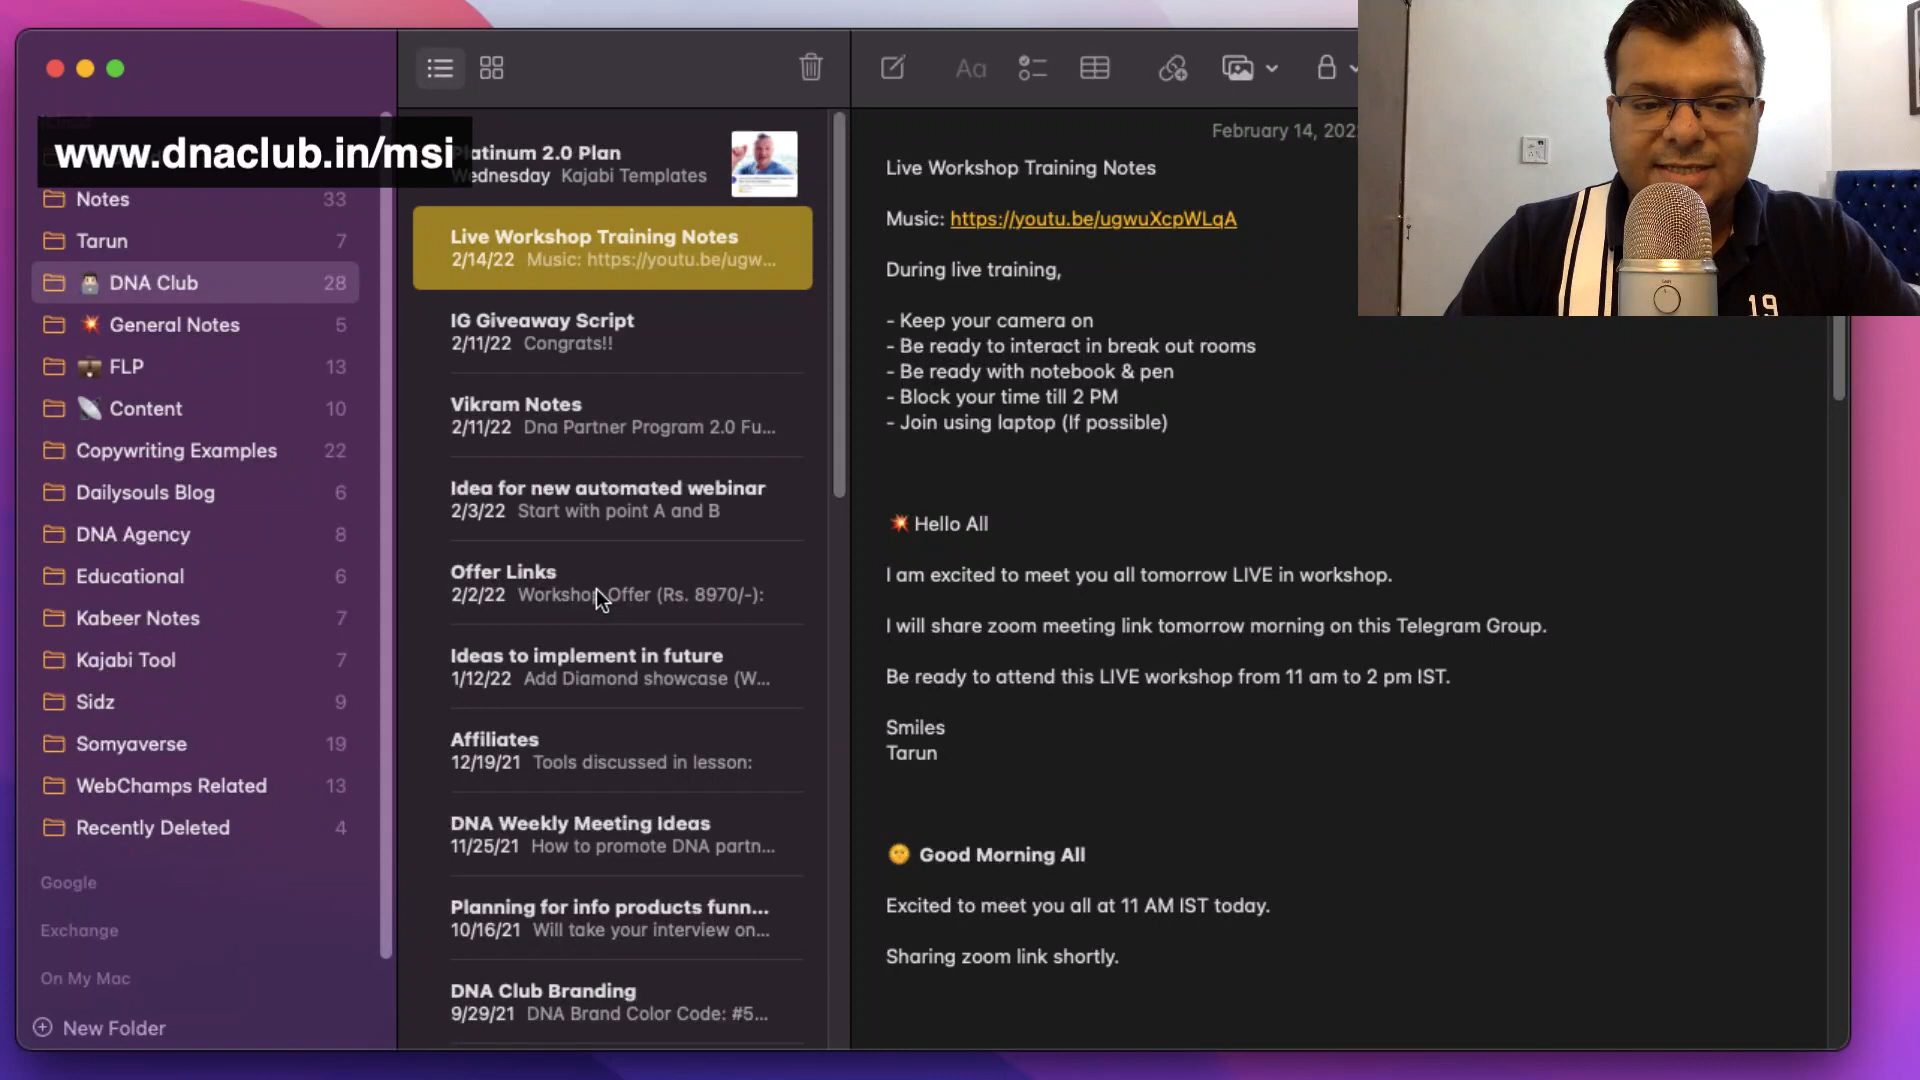 www.dnaclub.in/msi
Notes 33
Tarun 7
DNA Club 28
General Notes 5
FLP 13
Content 10
Copywriting Examples 22
Dailysouls Blog 6
DNA Agency 8
Educational 6
Kabeer Notes 7
Kajabi Tool 7
Sidz 9
Somyaverse 19
WebChamps Related 13
Recently Deleted 4
Google
Exchange
On My Mac
New Folder
Platinum 2.0 Plan
Wednesday Kajabi Templates
Live Workshop Training Notes
2/14/22 Music: https://youtu.be/ugw...
IG Giveaway Script
2/11/22 Congrats!!
Vikram Notes
2/11/22 Dna Partner Program 2.0 Fu...
Idea for new automated webinar
2/3/22 Start with point A and B
Offer Links
2/2/22 Workshop Offer (Rs. 8970/-):
Ideas to implement in future
1/12/22 Add Diamond showcase (W...
Affiliates
12/19/21 Tools discussed in lesson:
DNA Weekly Meeting Ideas
11/25/21 How to promote DNA partn...
Planning for info products funn...
10/16/21 Will take your interview on...
DNA Club Branding
9/29/21 DNA Brand Color Code: #5...
Aa
February 14, 202
Live Workshop Training Notes
Music: https://youtu.be/ugwuXcpWLqA
During live training,
- Keep your camera on
- Be ready to interact in break out rooms
- Be ready with notebook & pen
- Block your time till 2 PM
- Join using laptop (If possible)
Hello All
I am excited to meet you all tomorrow LIVE in workshop.
I will share zoom meeting link tomorrow morning on this Telegram Group.
Be ready to attend this LIVE workshop from 11 am to 2 pm IST.
Smiles
Tarun
Good Morning All
Excited to meet you all at 11 AM IST today.
Sharing zoom link shortly.
19